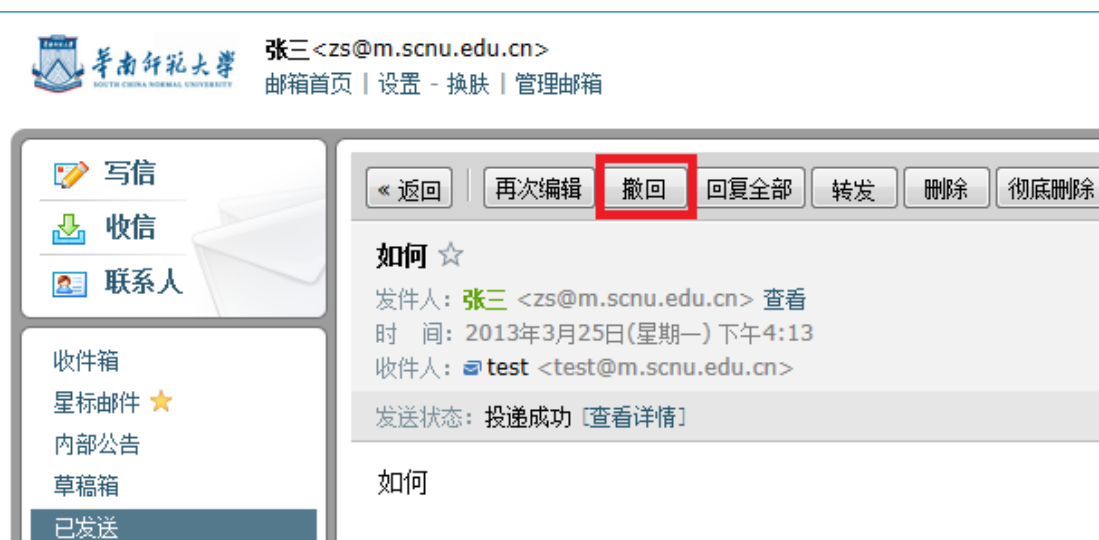 華南師範大學
SOUTH CHINA NORMAL UNIVERSITY
张三<zs@m.scnu.edu.cn>
邮箱首页 | 设置 - 换肤 | 管理邮箱
写信
收信
联系人
收件箱
星标邮件
内部公告
草稿箱
已发送
« 返回 再次编辑 撤回 回复全部 转发 删除 彻底删除
如何 ☆
发件人: 张三 <zs@m.scnu.edu.cn> 查看
时 间: 2013年3月25日(星期一) 下午4:13
收件人: test <test@m.scnu.edu.cn>
发送状态: 投递成功 [查看详情]
如何